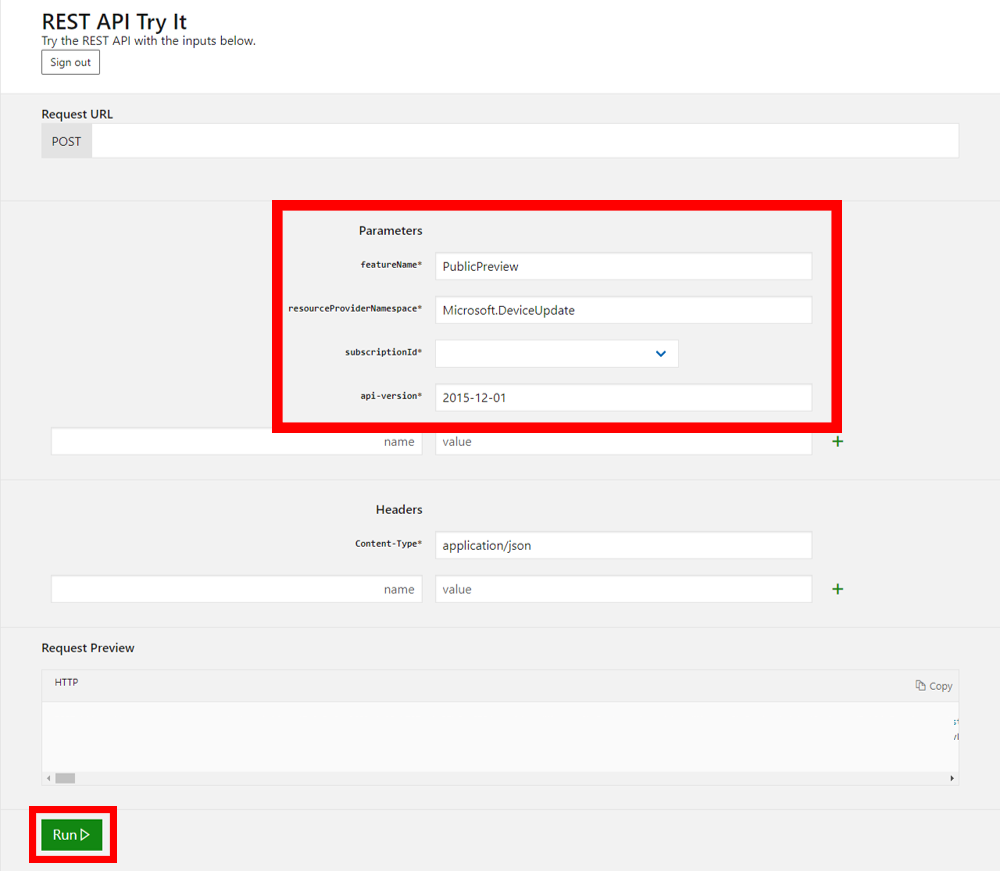 REST API Try It
Try the REST API with the inputs below.
Sign out
Request URL
POST
Parameters
featureName* PublicPreview
resourceProviderNamespace* Microsoft.DeviceUpdate
subscriptionId*
api-version* 2015-12-01
name value +
Headers
Content-Type* application/json
name value +
Request Preview
HTTP Copy
Run